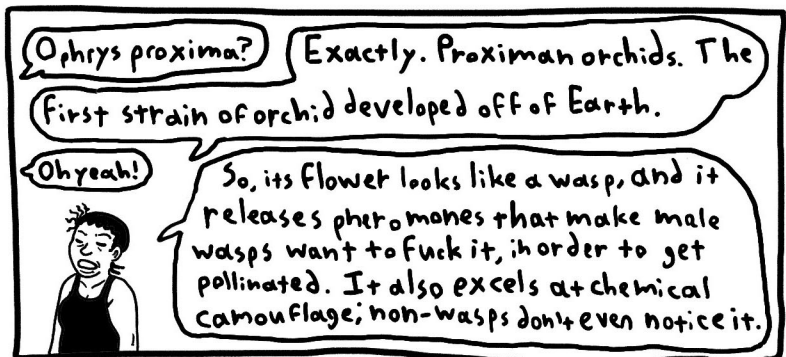 Ophrys proxima?
Exactly. Proximan orchids. The
first strain of orchid developed off of Earth.
Oh yeah!
So, its flower looks like a wasp, and it
releases pheromones that make male
wasps want to fuck it, in order to get
pollinated. It also excels at chemical
camouflage; non-wasps don't even notice it.